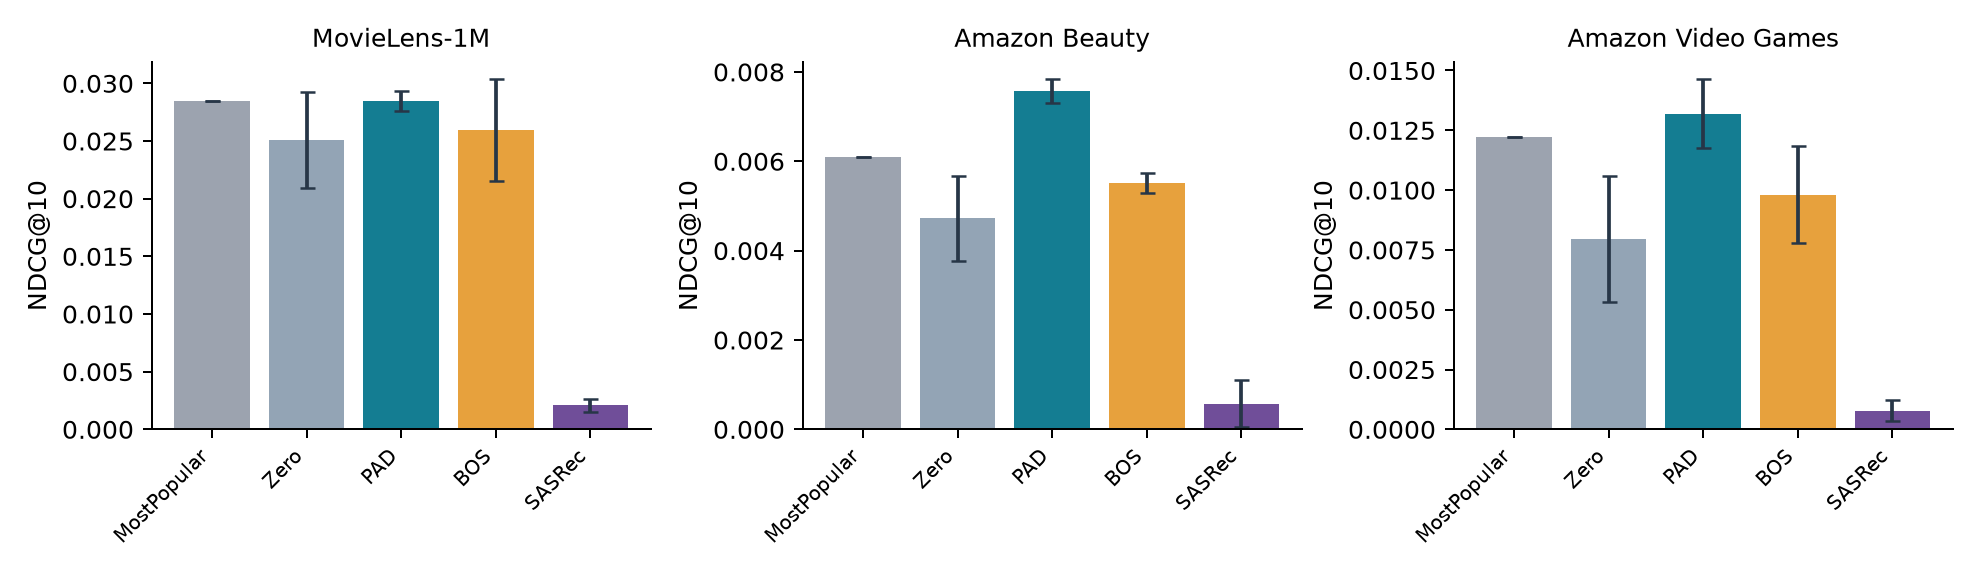 MovieLens-1M
NDCG@10
0.030
0.025
0.020
0.015
0.010
0.005
0.000
MostPopular
Zero
PAD
BOS
SASRec
Amazon Beauty
NDCG@10
0.008
0.006
0.004
0.002
0.000
MostPopular
Zero
PAD
BOS
SASRec
Amazon Video Games
NDCG@10
0.0150
0.0125
0.0100
0.0075
0.0050
0.0025
0.0000
MostPopular
Zero
PAD
BOS
SASRec